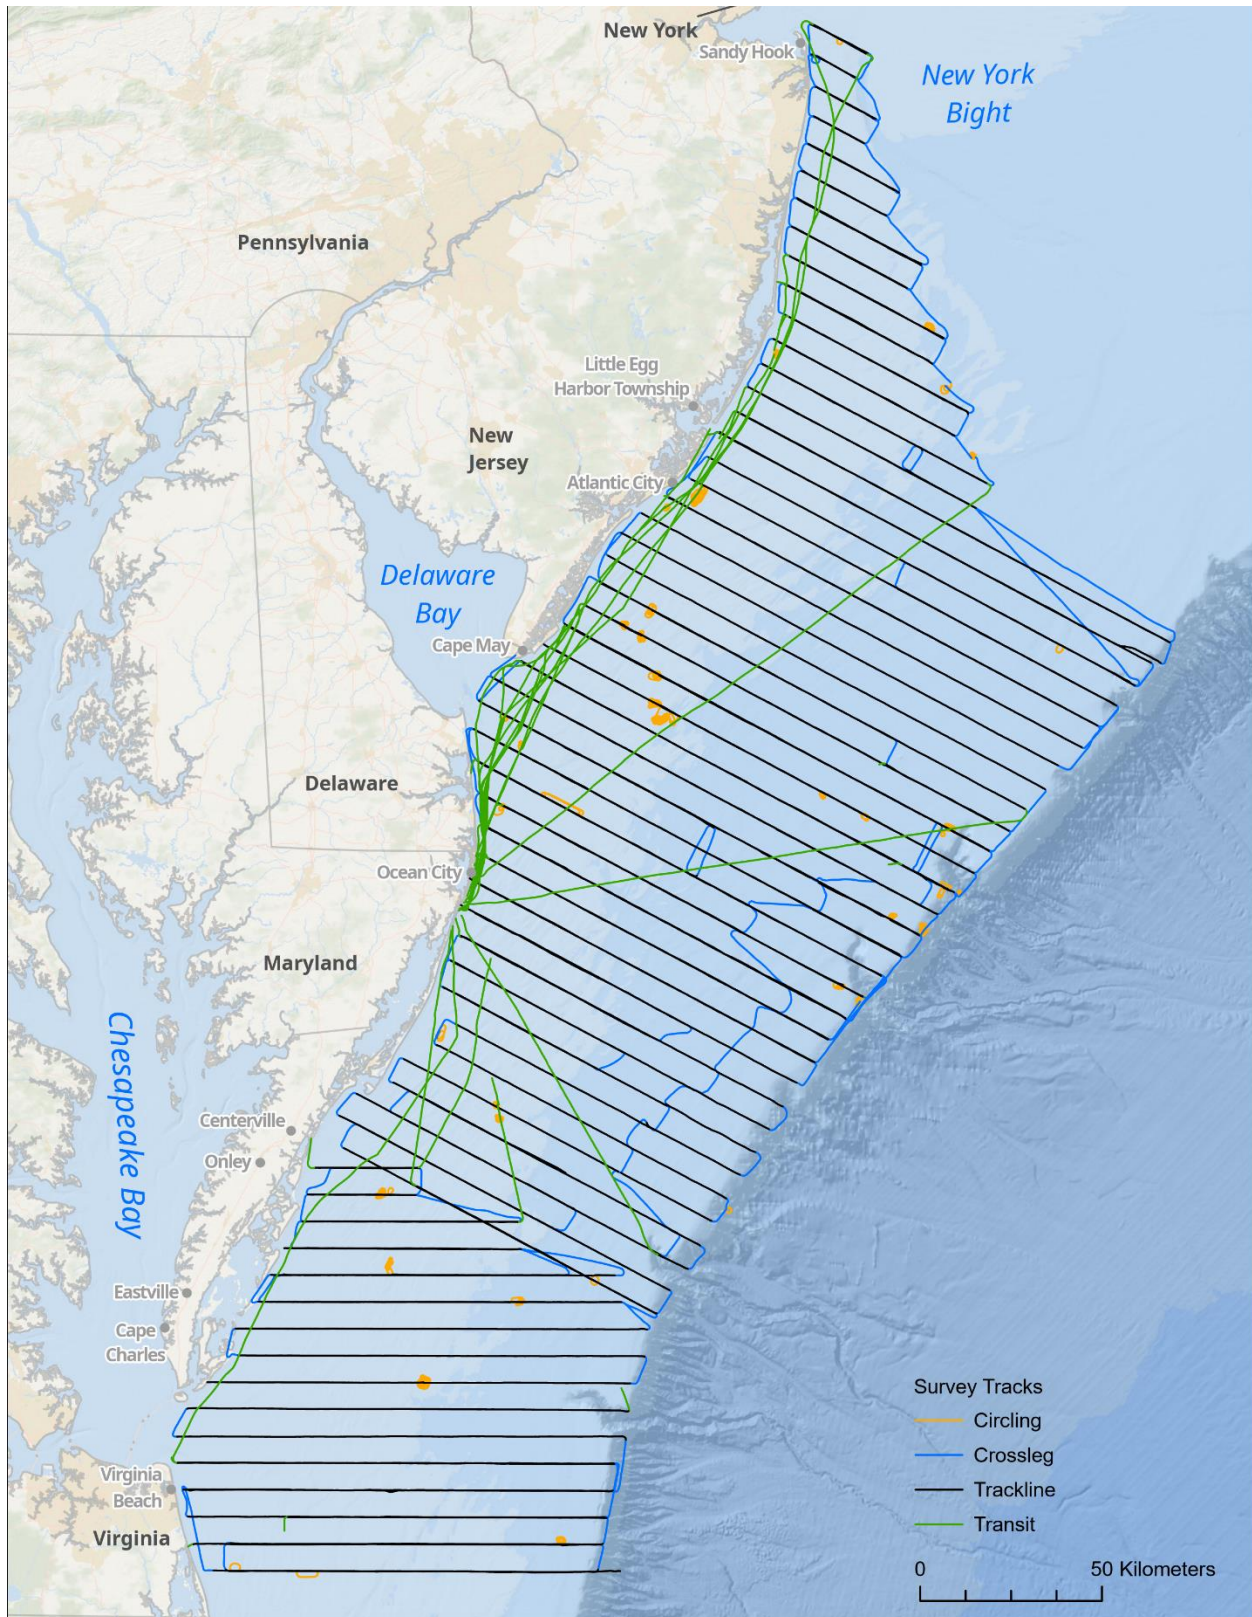 New York
Sandy Hook
New York
Bight
Pennsylvania
Little Egg
Harbor Township
New
Jersey
Atlantic City
Delaware
Bay
Cape May
Delaware
Ocean City
Maryland
Chesapeake Bay
Centerville
Onley
Eastville
Cape
Charles
Survey Tracks
Circling
Crossleg
Trackline
Transit
Virginia
Beach
Virginia
0 50 Kilometers